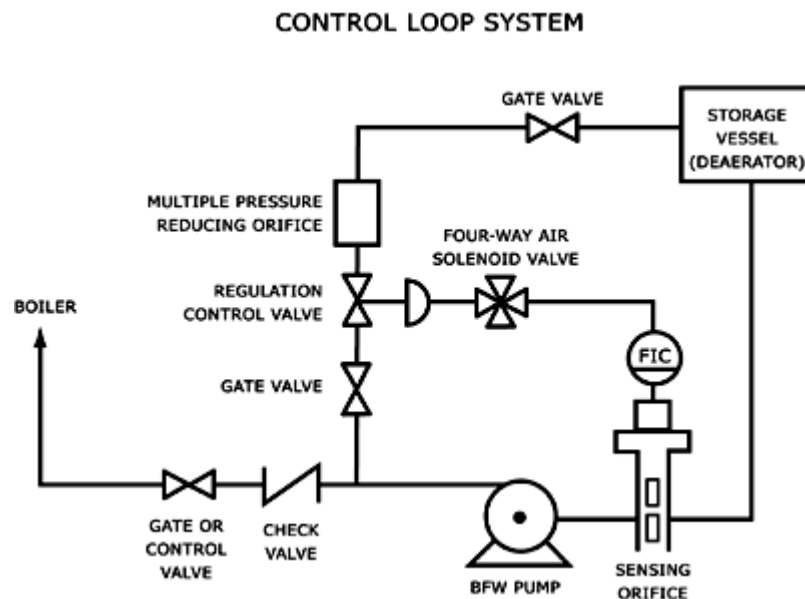 CONTROL LOOP SYSTEM
GATE VALVE
STORAGE
VESSEL
(DEAERATOR)
MULTIPLE PRESSURE
REDUCING ORIFICE
FOUR-WAY AIR
SOLENOID VALVE
REGULATION
CONTROL VALVE
BOILER
FIC
GATE VALVE
GATE OR
CONTROL
VALVE
CHECK
VALVE
BFW PUMP
SENSING
ORIFICE